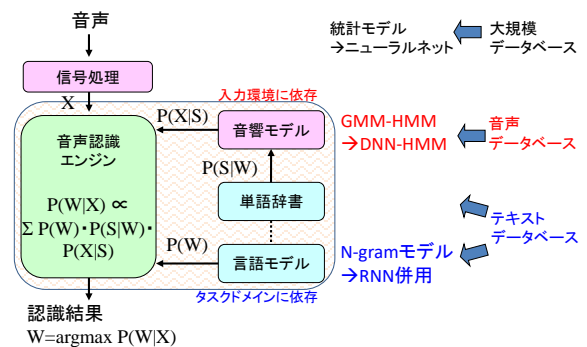 音声
統計モデル
→ニューラルネット
大規模
データベース
信号処理
X
入力環境に依存
P(X|S)
音響モデル
GMM-HMM
→DNN-HMM
音声
データベース
音声認識
エンジン
P(S|W)
P(W|X) ∝
Σ P(W)・P(S|W)・
P(X|S)
単語辞書
テキスト
データベース
P(W)
言語モデル
N-gramモデル
→RNN併用
タスクドメインに依存
認識結果
W=argmax P(W|X)